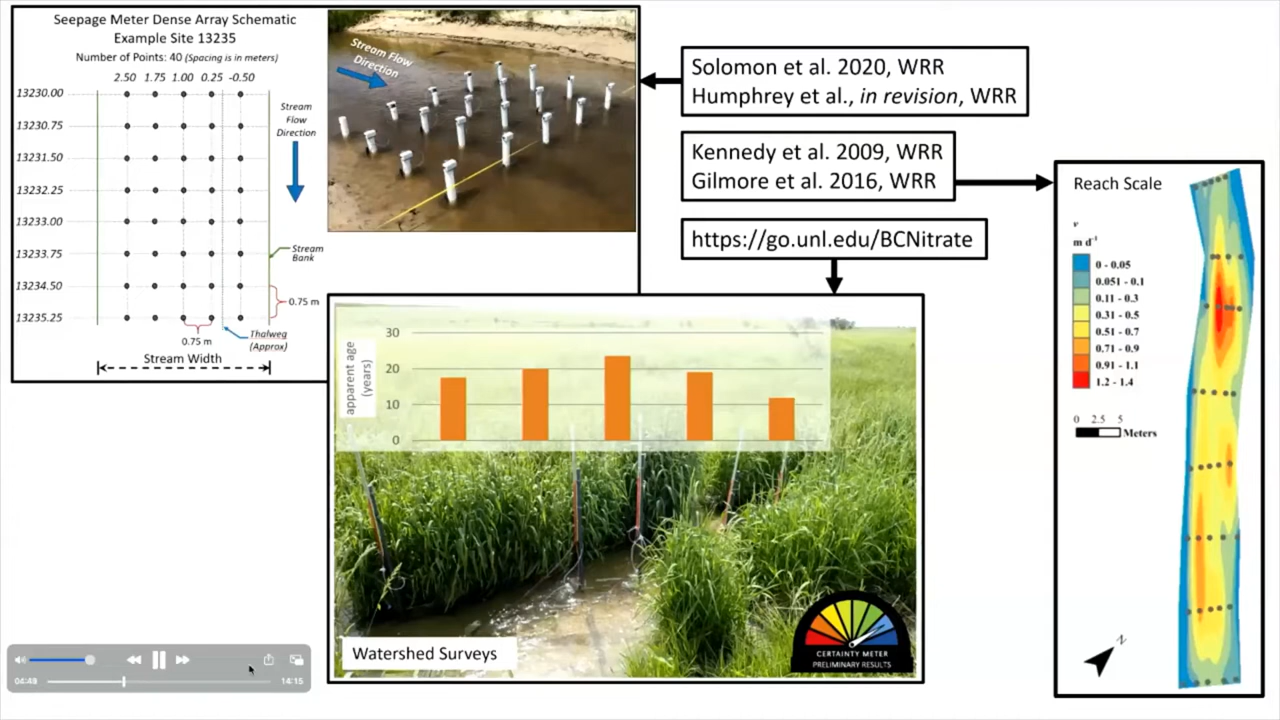 Seepage Meter Dense Array Schematic
Example Site 13235
Number of Points: 40 (Spacing is in meters)
2.50 1.75 1.00 0.25 -0.50
13230.00
13230.75
13231.50
13232.25
13233.00
13233.75
13234.50
13235.25
Stream
Flow
Direction
Stream
Bank
0.75 m
0.75 m
Thalweg
(Approx)
Stream Width
Stream Flow
Direction
Solomon et al. 2020, WRR
Humphrey et al., in revision, WRR
Kennedy et al. 2009, WRR
Gilmore et al. 2016, WRR
https://go.unl.edu/BCNitrate
apparent age
(years)
30
20
10
0
Watershed Surveys
CERTAINTY METER
PRELIMINARY RESULTS
Reach Scale
v
m d-1
0 - 0.05
0.051 - 0.1
0.11 - 0.3
0.31 - 0.5
0.51 - 0.7
0.71 - 0.9
0.91 - 1.1
1.2 - 1.4
0 2.5 5
Meters
N
04:48
14:15